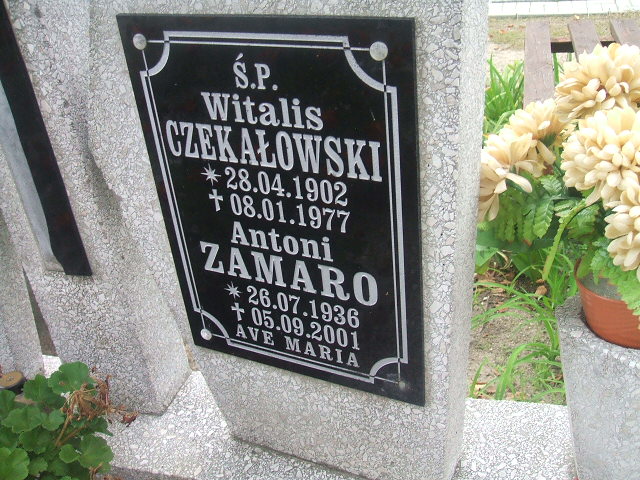 Ś.P.
Witalis
CZEKAŁOWSKI
* 28.04.1902
✝ 08.01.1977
Antoni
ZAMARO
* 26.07.1936
✝ 05.09.2001
AVE MARIA